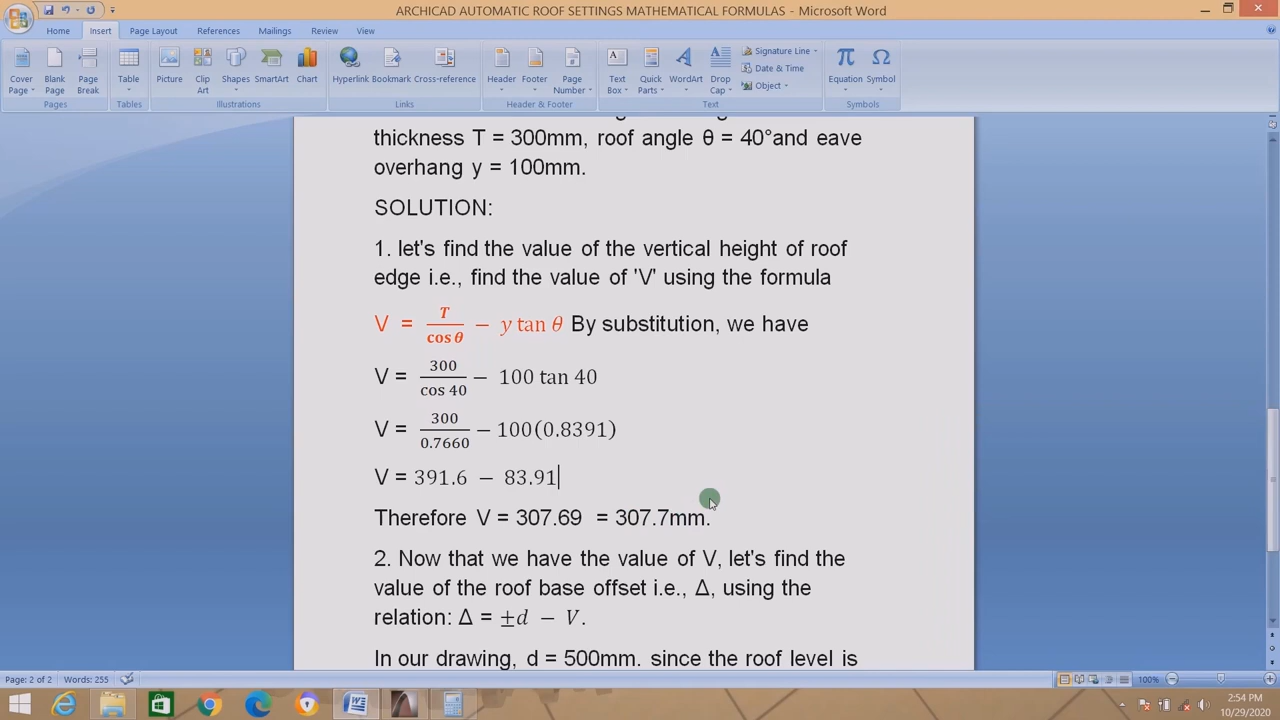 ARCHICAD AUTOMATIC ROOF SETTINGS MATHEMATICAL FORMULAS - Microsoft Word
Home Insert Page Layout References Mailings Review View
Cover Page Blank Page Page Break Table Picture Clip Art Shapes SmartArt Chart Hyperlink Bookmark Cross-reference Header Footer Page Number Text Box Quick Parts WordArt Drop Cap Signature Line Date & Time Object Equation Symbol
Pages Tables Illustrations Links Header & Footer Text Symbols
thickness T = 300mm, roof angle θ = 40°and eave
overhang y = 100mm.
SOLUTION:
1. let's find the value of the vertical height of roof
edge i.e., find the value of 'V' using the formula
V = T/cos θ − y tan θ By substitution, we have
V = 300/cos 40 − 100 tan 40
V = 300/0.7660 − 100(0.8391)
V = 391.6 − 83.91
Therefore V = 307.69 = 307.7mm.
2. Now that we have the value of V, let's find the
value of the roof base offset i.e., Δ, using the
relation: Δ = ±d − V.
In our drawing, d = 500mm. since the roof level is
Page: 2 of 2 Words: 255 100%
2:54 PM
10/29/2020